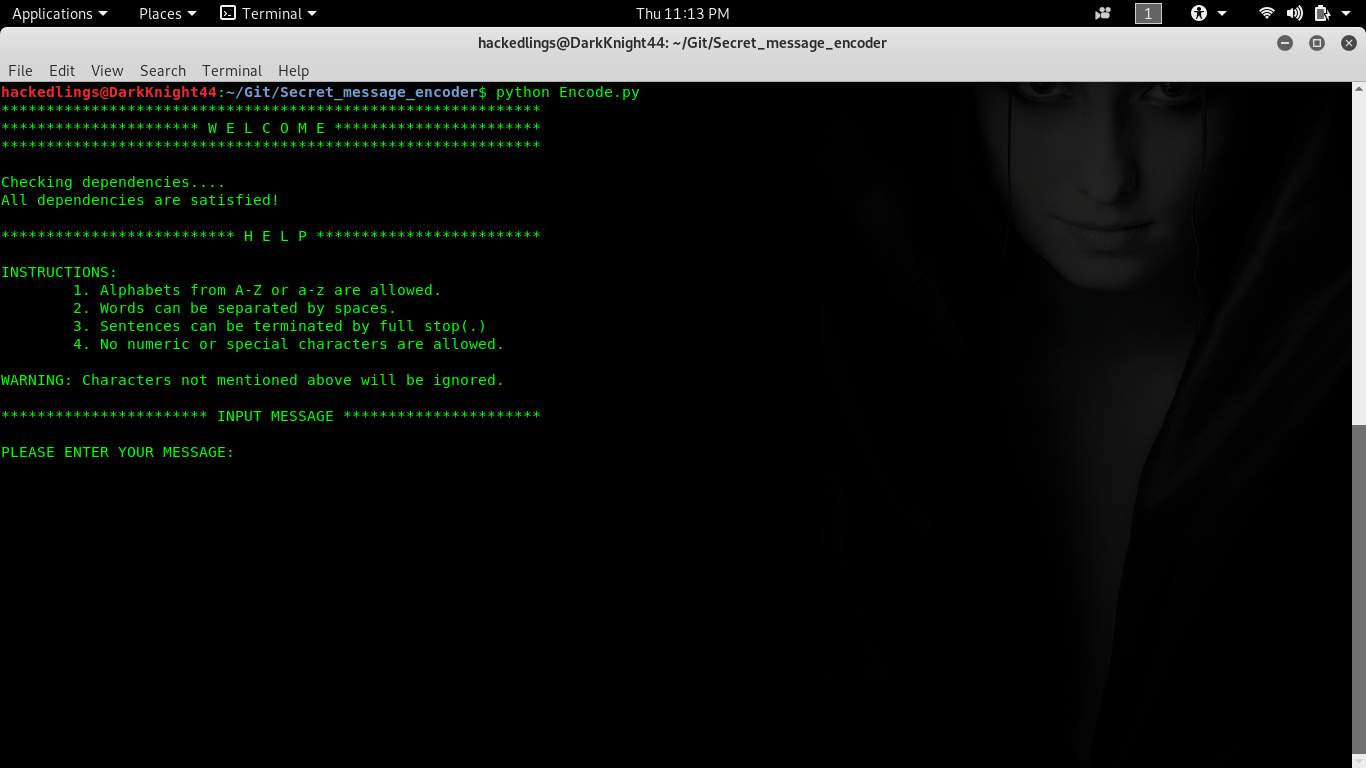 Applications Places Terminal Thu 11:13 PM 1
hackedlings@DarkKnight44: ~/Git/Secret_message_encoder
File Edit View Search Terminal Help
hackedlings@DarkKnight44:~/Git/Secret_message_encoder$ python Encode.py
************************************************************
********************** W E L C O M E ***********************
************************************************************
Checking dependencies....
All dependencies are satisfied!
************************** H E L P *************************
INSTRUCTIONS:
1. Alphabets from A-Z or a-z are allowed.
2. Words can be separated by spaces.
3. Sentences can be terminated by full stop(.)
4. No numeric or special characters are allowed.
WARNING: Characters not mentioned above will be ignored.
*********************** INPUT MESSAGE **********************
PLEASE ENTER YOUR MESSAGE: